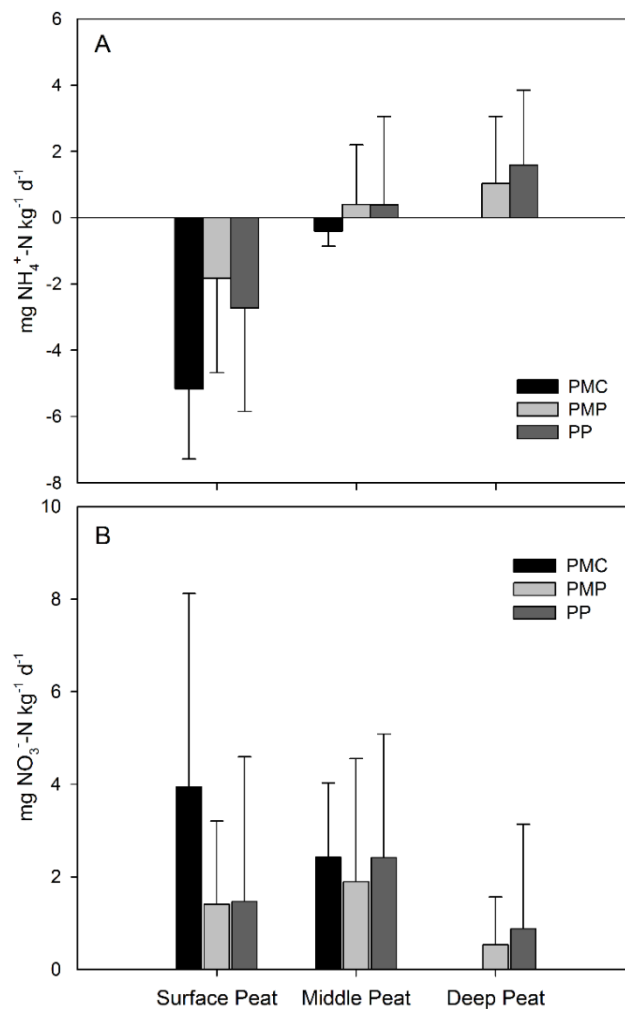 A
6
4
2
0
-2
-4
-6
-8
mg NH₄⁺-N kg⁻¹ d⁻¹
PMC
PMP
PP
B
10
8
6
4
2
0
mg NO₃⁻-N kg⁻¹ d⁻¹
PMC
PMP
PP
Surface Peat Middle Peat Deep Peat